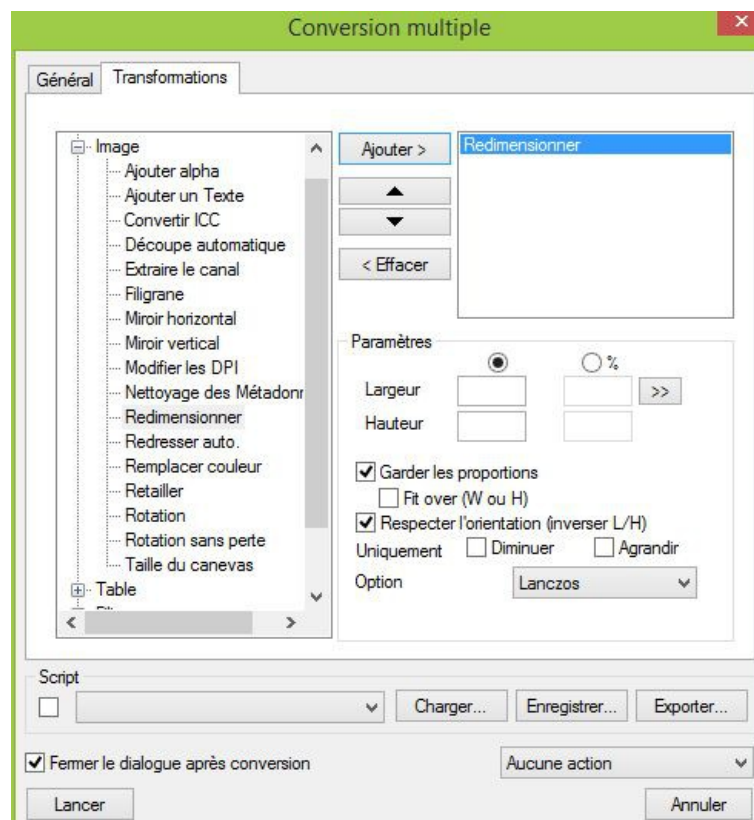 Conversion multiple
Général
Transformations
Image
Ajouter alpha
Ajouter un Texte
Convertir ICC
Découpe automatique
Extraire le canal
Filigrane
Miroir horizontal
Miroir vertical
Modifier les DPI
Nettoyage des Métadonr
Redimensionner
Redresser auto.
Remplacer couleur
Retailler
Rotation
Rotation sans perte
Taille du canevas
Table
Ajouter >
< Effacer
Redimensionner
Paramètres
%
Largeur
>>
Hauteur
Garder les proportions
Fit over (W ou H)
Respecter l'orientation (inverser L/H)
Uniquement Diminuer Agrandir
Option Lanczos
Script
Charger... Enregistrer... Exporter...
Fermer le dialogue après conversion Aucune action
Lancer Annuler